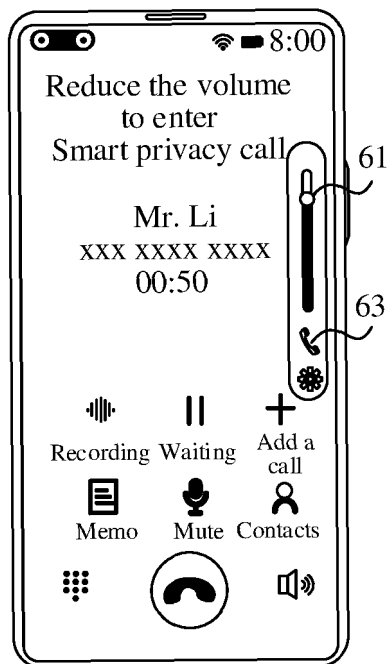 8:00
Reduce the volume
to enter
Smart privacy call
61
Mr. Li
xxx xxxx xxxx
00:50
63
Recording Waiting Add a
call
Memo Mute Contacts